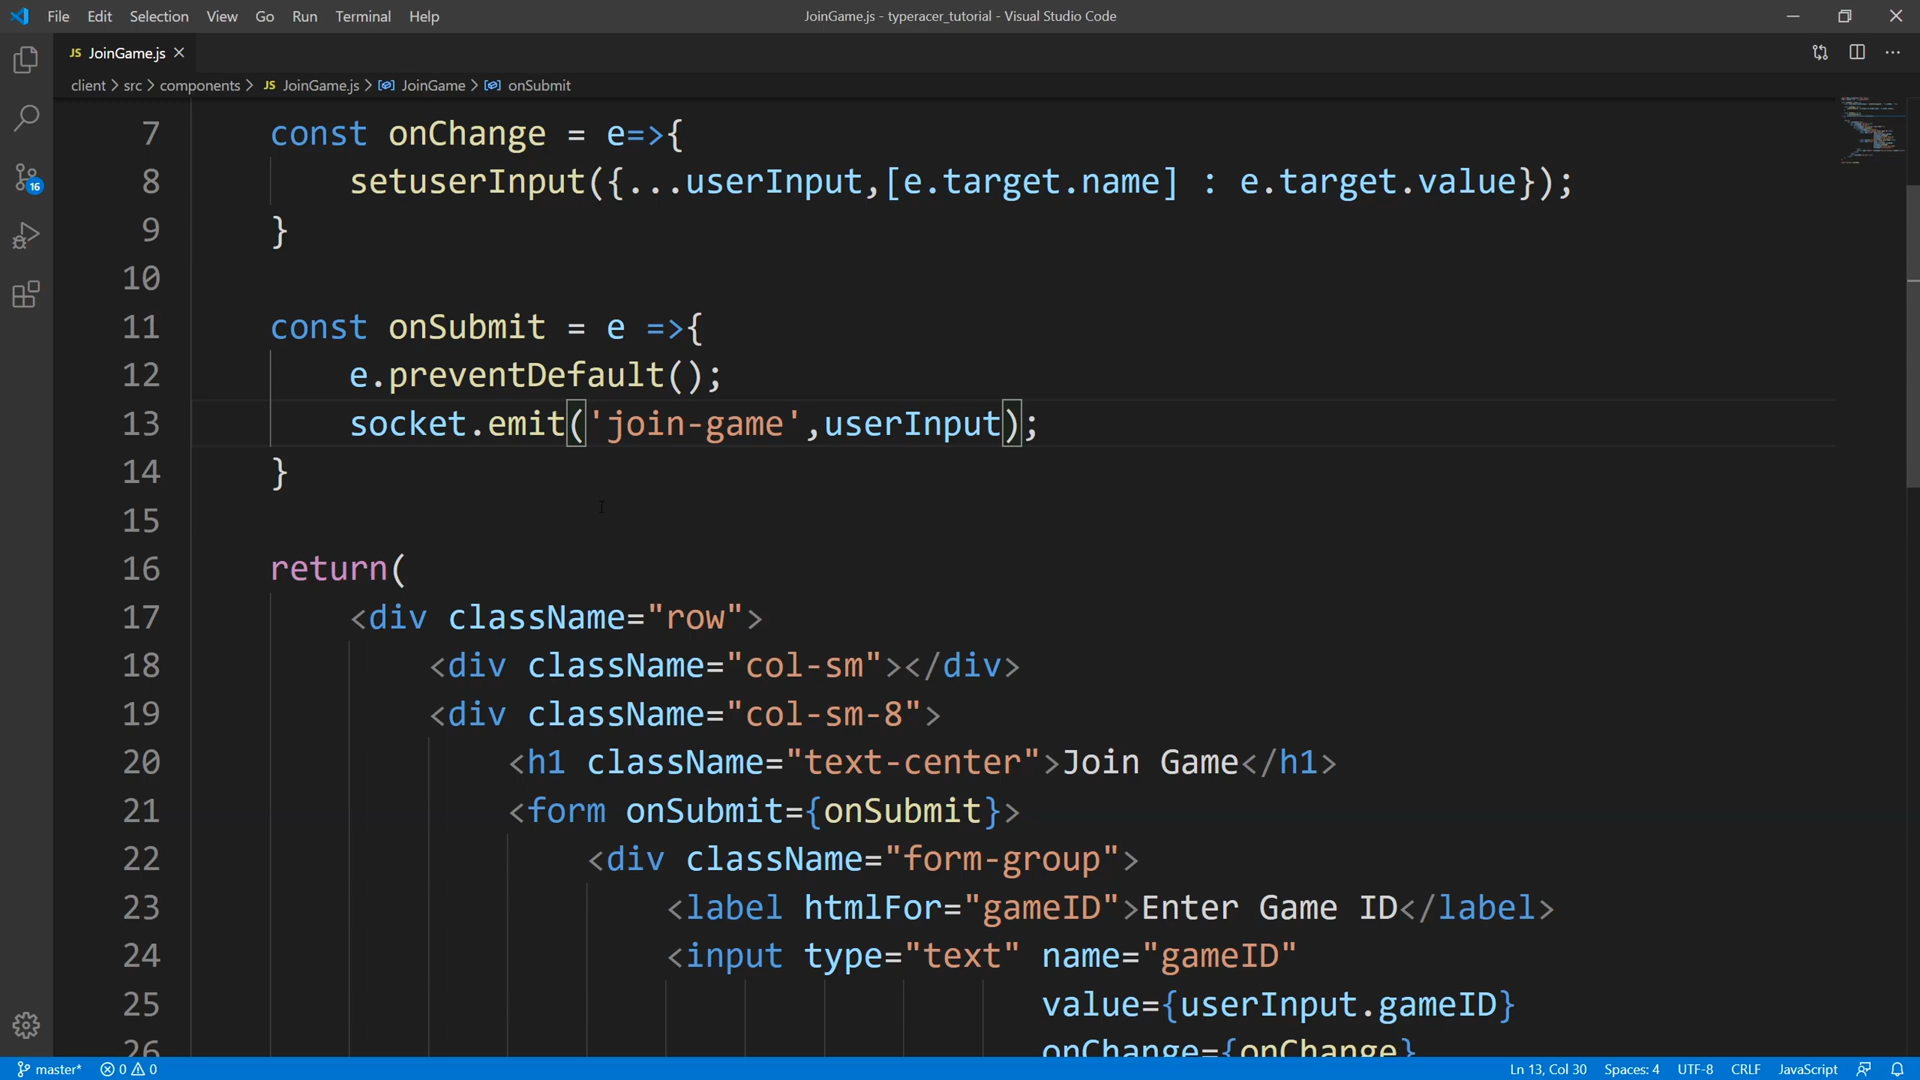 File Edit Selection View Go Run Terminal Help
JoinGame.js - typeracer_tutorial - Visual Studio Code
JS JoinGame.js
client > src > components > JS JoinGame.js > JoinGame > onSubmit
16
7 const onChange = e=>{
8 setuserInput({...userInput,[e.target.name] : e.target.value});
9 }
10
11 const onSubmit = e =>{
12 e.preventDefault();
13 socket.emit('join-game',userInput);
14 }
15
16 return(
17 <div className="row">
18 <div className="col-sm"></div>
19 <div className="col-sm-8">
20 <h1 className="text-center">Join Game</h1>
21 <form onSubmit={onSubmit}>
22 <div className="form-group">
23 <label htmlFor="gameID">Enter Game ID</label>
24 <input type="text" name="gameID"
25 value={userInput.gameID}
26 onChange={onChange}
master* 0 0 Ln 13, Col 30 Spaces: 4 UTF-8 CRLF JavaScript